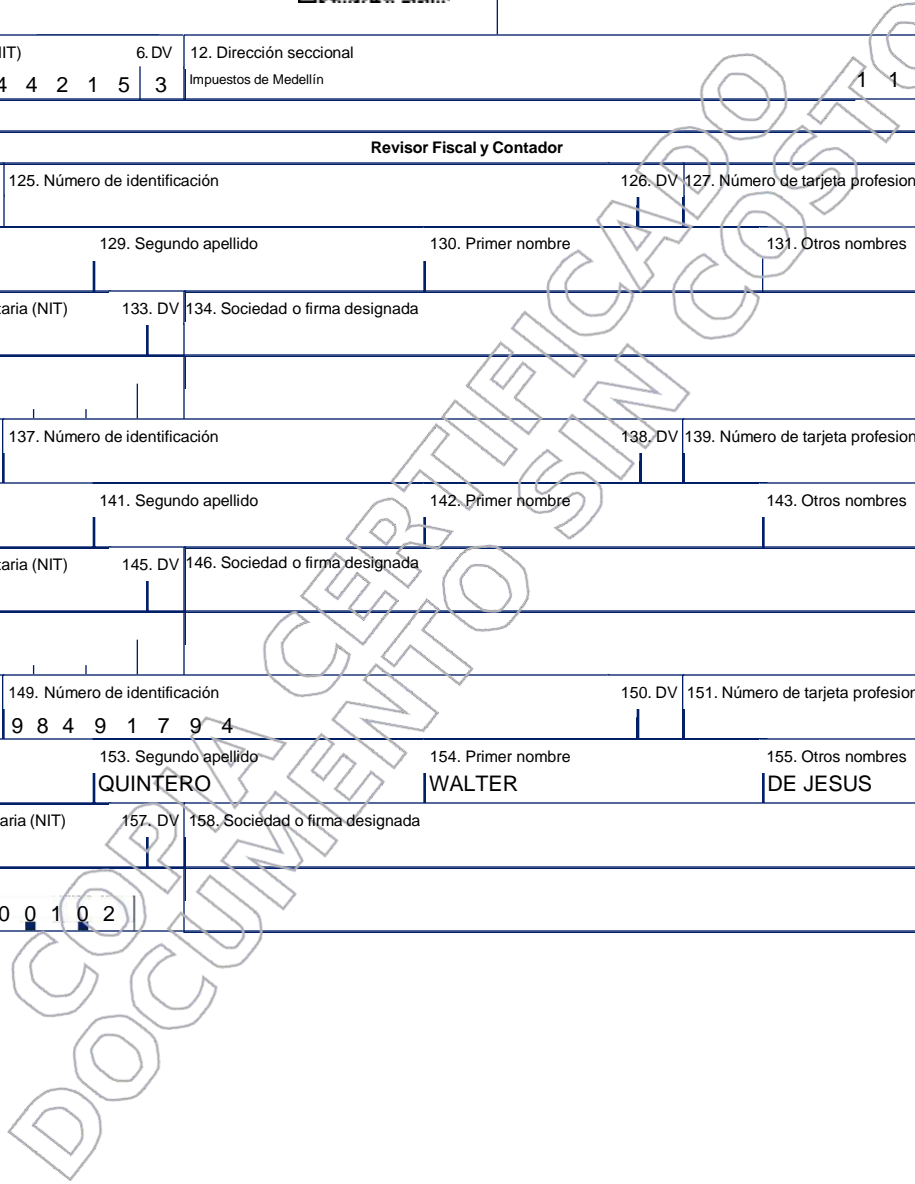 IIT) 6. DV 12. Dirección seccional
4 4 2 1 5 3 Impuestos de Medellín 1 1
Revisor Fiscal y Contador
125. Número de identificación 126. DV 127. Número de tarjeta profesion
129. Segundo apellido 130. Primer nombre 131. Otros nombres
taria (NIT) 133. DV 134. Sociedad o firma designada
137. Número de identificación 138. DV 139. Número de tarjeta profesion
141. Segundo apellido 142. Primer nombre 143. Otros nombres
taria (NIT) 145. DV 146. Sociedad o firma designada
149. Número de identificación 150. DV 151. Número de tarjeta profesion
9 8 4 9 1 7 9 4
153. Segundo apellido 154. Primer nombre 155. Otros nombres
QUINTERO WALTER DE JESUS
aria (NIT) 157. DV 158. Sociedad o firma designada
0 0 1 0 2
COPIA CERTIFICADO
DOCUMENTO SIN COSTO